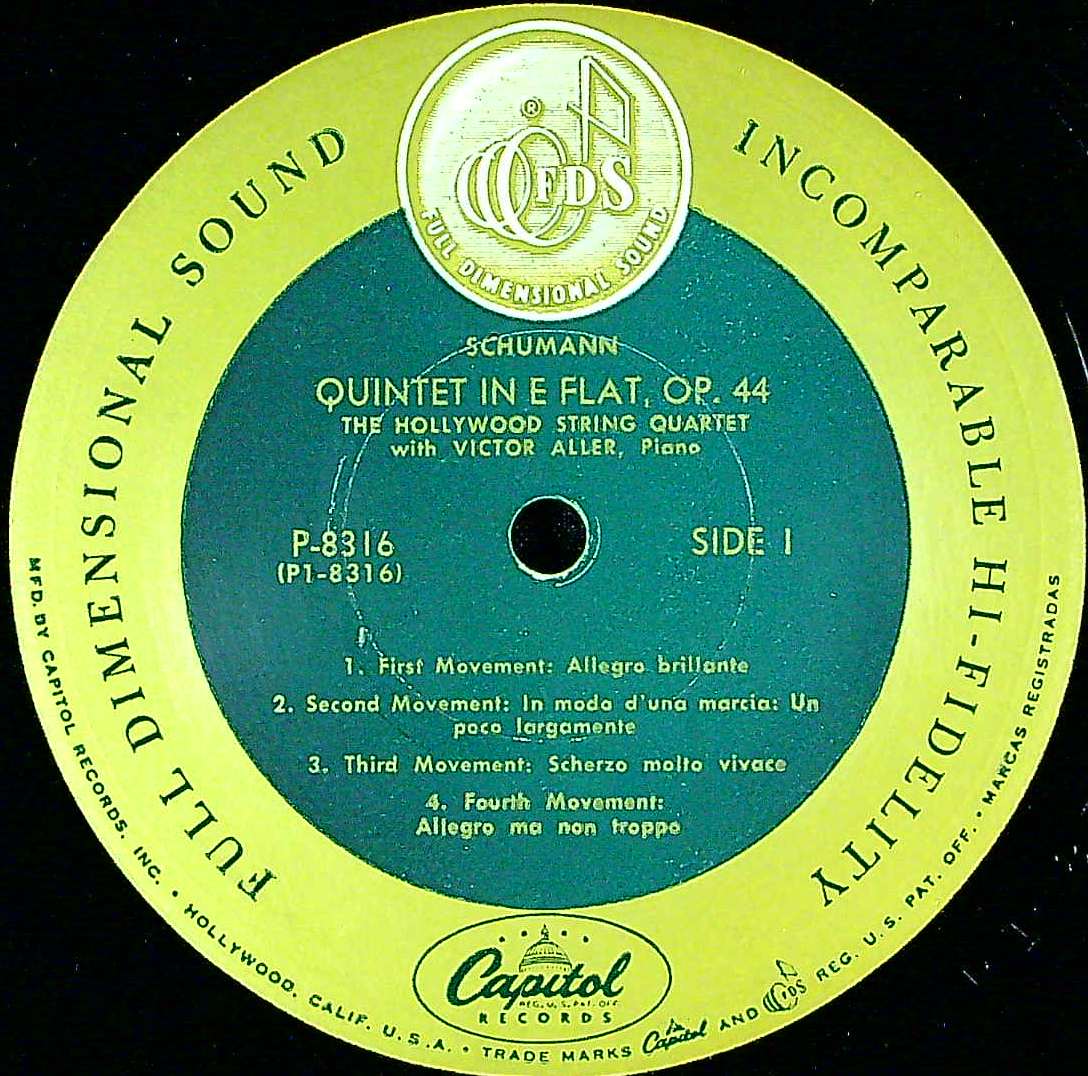 ®
FDS
FULL DIMENSIONAL SOUND
FULL DIMENSIONAL SOUND
INCOMPARABLE HI-FIDELITY
SCHUMANN
QUINTET IN E FLAT, OP. 44
THE HOLLYWOOD STRING QUARTET
with VICTOR ALLER, Piano
P-8316
(P1-8316)
SIDE 1
1. First Movement: Allegro brillante
2. Second Movement: In modo d'una marcia: Un
poco largamente
3. Third Movement: Scherzo molto vivace
4. Fourth Movement:
Allegro ma non troppo
Capitol
REG. U. S. PAT. OFF.
RECORDS
MFD. BY CAPITOL RECORDS, INC. • HOLLYWOOD, CALIF. U.S.A. • TRADE MARKS Capitol AND FDS REG. U. S. PAT. OFF. • MARCAS REGISTRADAS